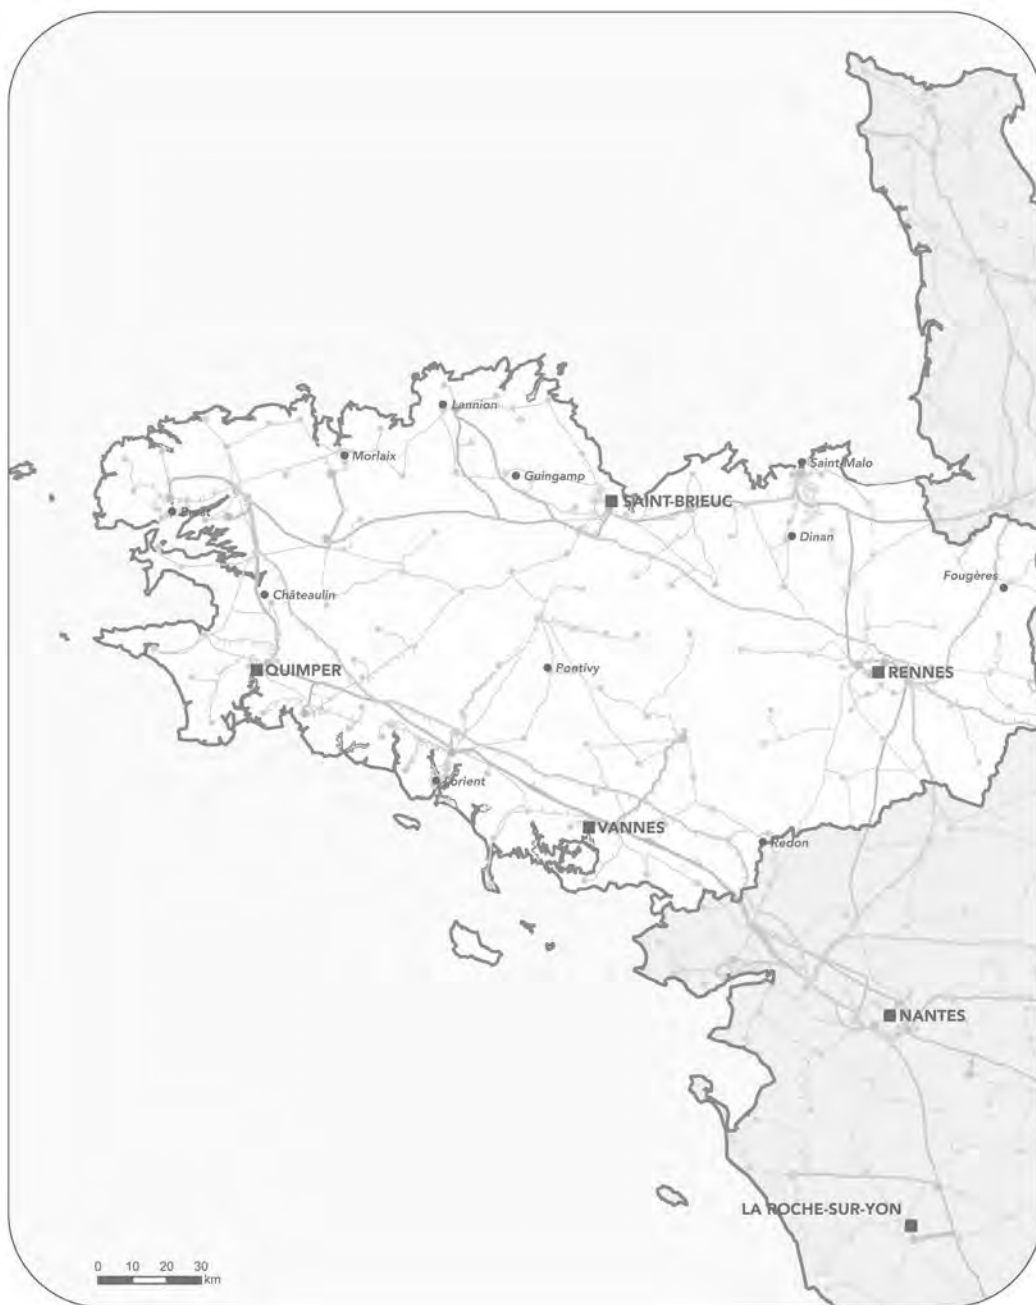 Lannion
Morlaix
Saint-Malo
Guingamp
SAINT-BRIEUC
Brest
Dinan
Fougères
Châteaulin
QUIMPER
Pontivy
RENNES
Lorient
VANNES
Redon
NANTES
LA ROCHE-SUR-YON
0 10 20 30
km